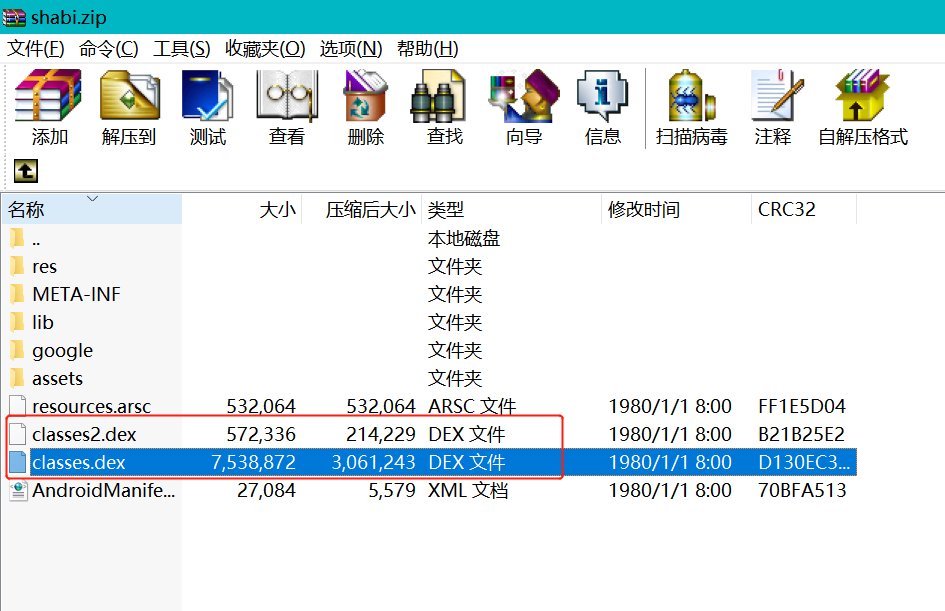 shabi.zip
文件(F) 命令(C) 工具(S) 收藏夹(O) 选项(N) 帮助(H)
添加 解压到 测试 查看 删除 查找 向导 信息 扫描病毒 注释 自解压格式
名称 大小 压缩后大小 类型 修改时间 CRC32
.. 本地磁盘
res 文件夹
META-INF 文件夹
lib 文件夹
google 文件夹
assets 文件夹
resources.arsc 532,064 532,064 ARSC 文件 1980/1/1 8:00 FF1E5D04
classes2.dex 572,336 214,229 DEX 文件 1980/1/1 8:00 B21B25E2
classes.dex 7,538,872 3,061,243 DEX 文件 1980/1/1 8:00 D130EC3...
AndroidManife... 27,084 5,579 XML 文档 1980/1/1 8:00 70BFA513